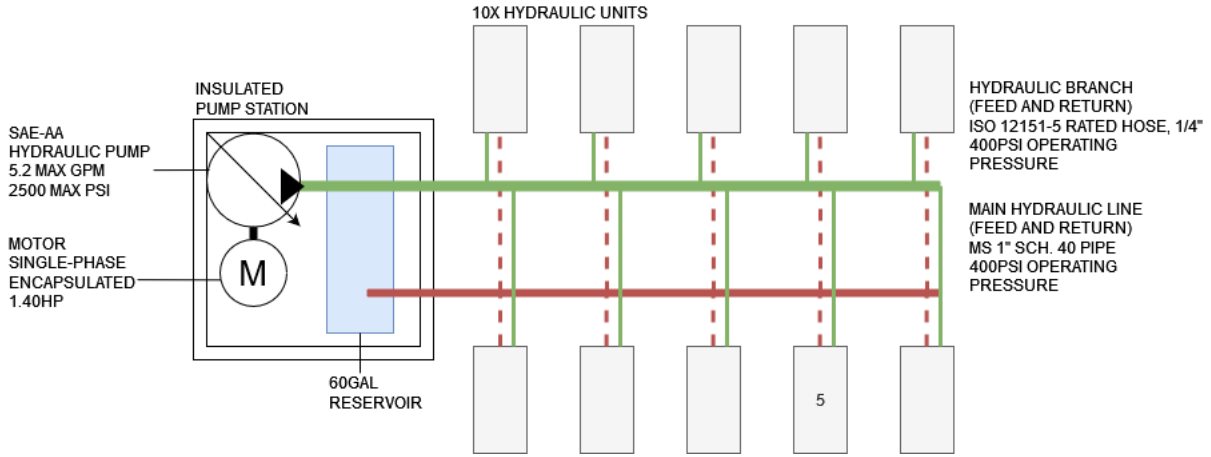 10X HYDRAULIC UNITS
INSULATED
PUMP STATION
SAE-AA
HYDRAULIC PUMP
5.2 MAX GPM
2500 MAX PSI
MOTOR
SINGLE-PHASE
ENCAPSULATED
1.40HP
M
60GAL
RESERVOIR
HYDRAULIC BRANCH
(FEED AND RETURN)
ISO 12151-5 RATED HOSE, 1/4"
400PSI OPERATING
PRESSURE
MAIN HYDRAULIC LINE
(FEED AND RETURN)
MS 1" SCH. 40 PIPE
400PSI OPERATING
PRESSURE
5